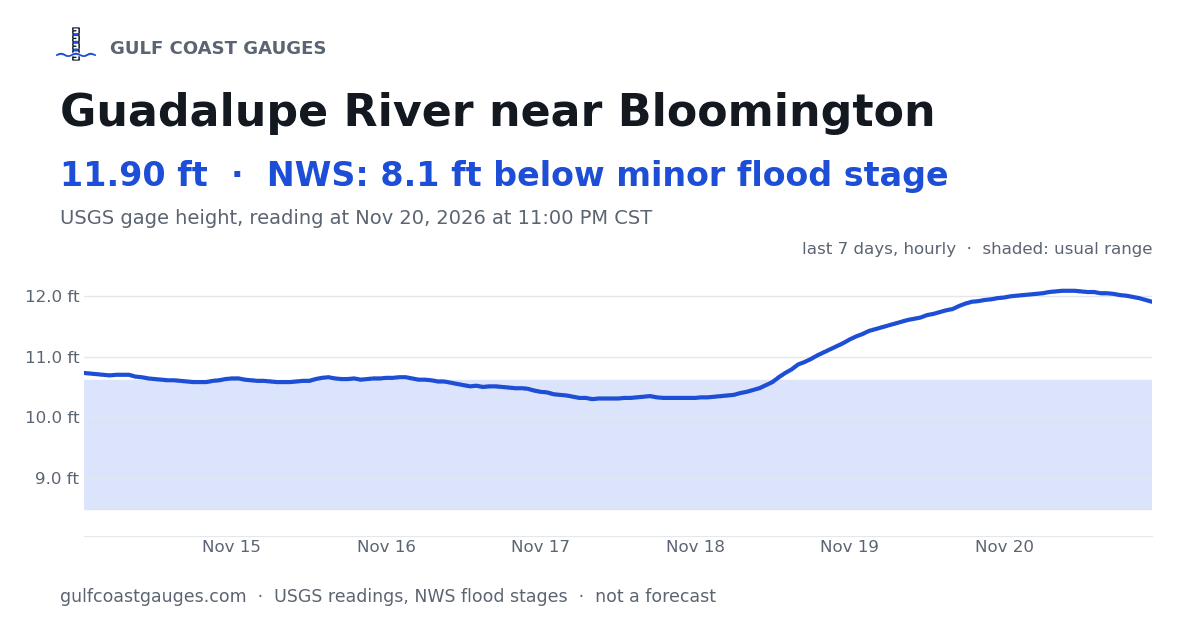 GULF COAST GAUGES
Guadalupe River near Bloomington
11.90 ft · NWS: 8.1 ft below minor flood stage
USGS gage height, reading at Nov 20, 2026 at 11:00 PM CST
last 7 days, hourly · shaded: usual range
12.0 ft
11.0 ft
10.0 ft
9.0 ft
Nov 15 Nov 16 Nov 17 Nov 18 Nov 19 Nov 20
gulfcoastgauges.com · USGS readings, NWS flood stages · not a forecast